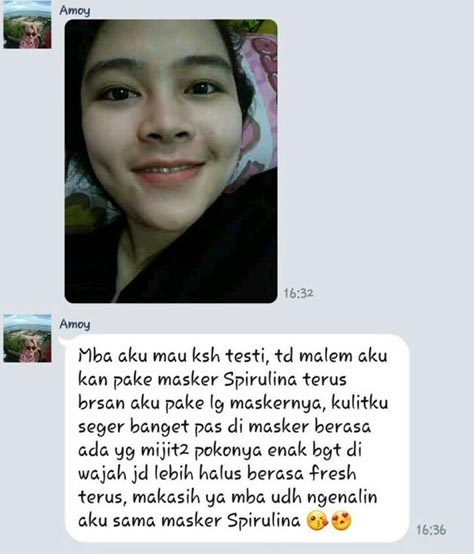 Amoy
16:32
Amoy
Mba aku mau ksh testi, td malem aku
kan pake masker Spirulina terus
brsan aku pake lg maskernya, kulitku
seger banget pas di masker berasa
ada yg mijit2 pokonya enak bgt di
wajah jd lebih halus berasa fresh
terus, makasih ya mba udh ngenalin
aku sama masker Spirulina 😘😍
16:36